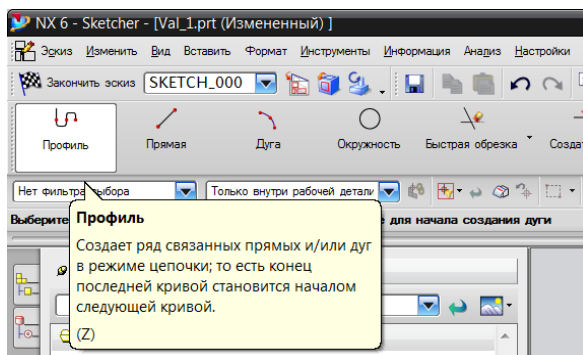 NX 6 - Sketcher - [Val_1.prt (Измененный) ]
Эскиз Изменить Вид Вставить Формат Инструменты Информация Анализ Настройки
Закончить эскиз SKETCH_000
Профиль Прямая Дуга Окружность Быстрая обрезка Созда
Нет фильтра выбора Только внутри рабочей детали
Выберите для начала создания дуги
Профиль
Создает ряд связанных прямых и/или дуг
в режиме цепочки; то есть конец
последней кривой становится началом
следующей кривой.
(Z)